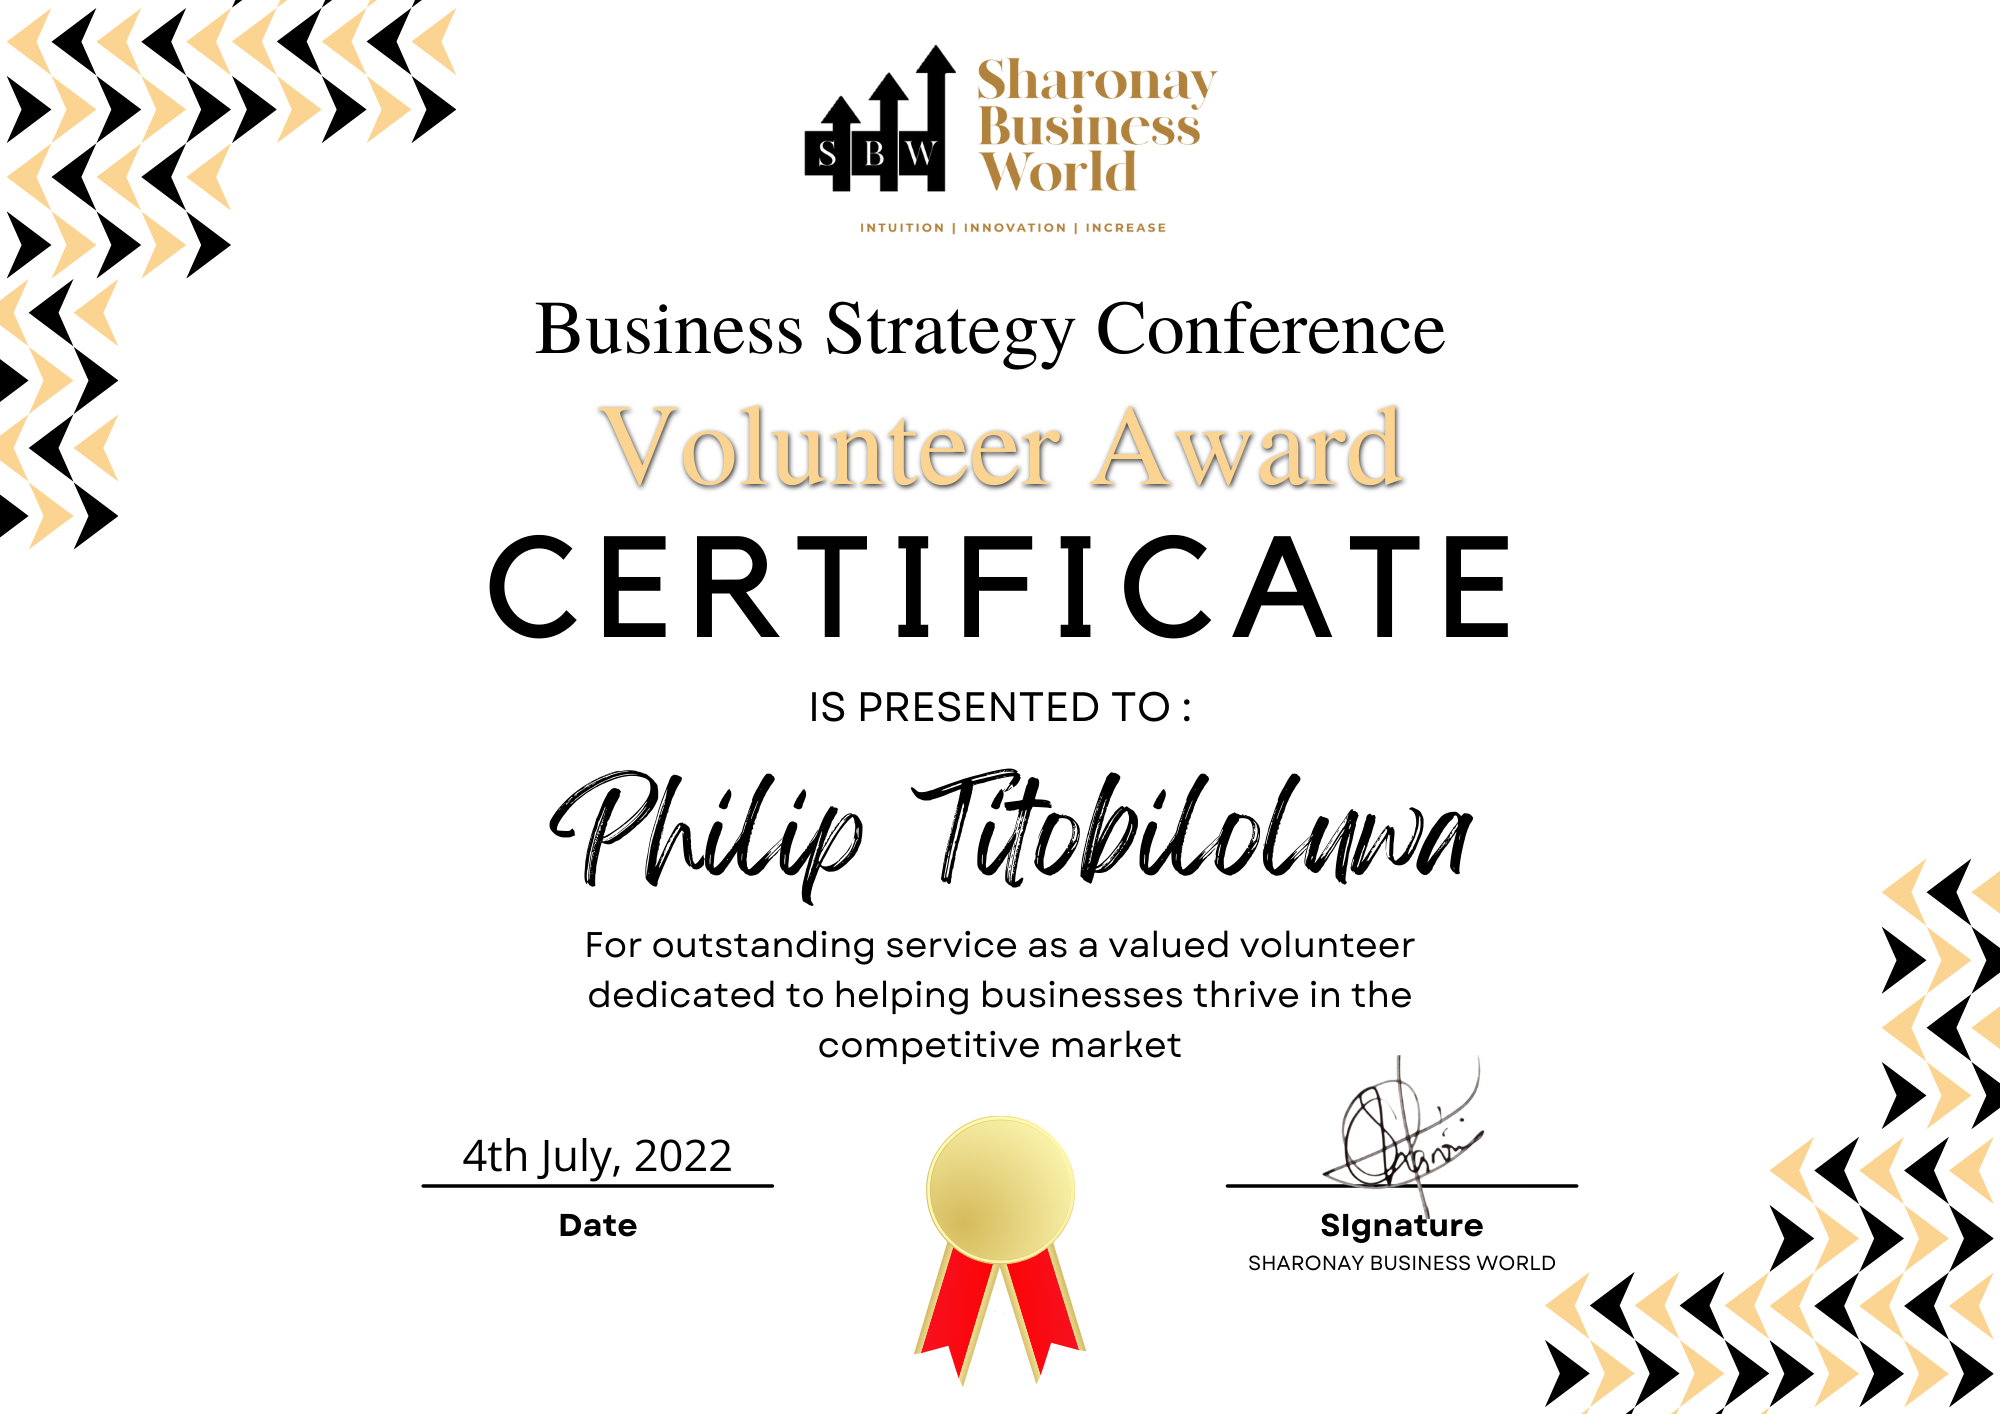 S B W
Sharonay
Business
World
INTUITION | INNOVATION | INCREASE
Business Strategy Conference
Volunteer Award
CERTIFICATE
IS PRESENTED TO :
Philip Titobiloluwa
For outstanding service as a valued volunteer
dedicated to helping businesses thrive in the
competitive market
4th July, 2022
Date
SIgnature
SHARONAY BUSINESS WORLD